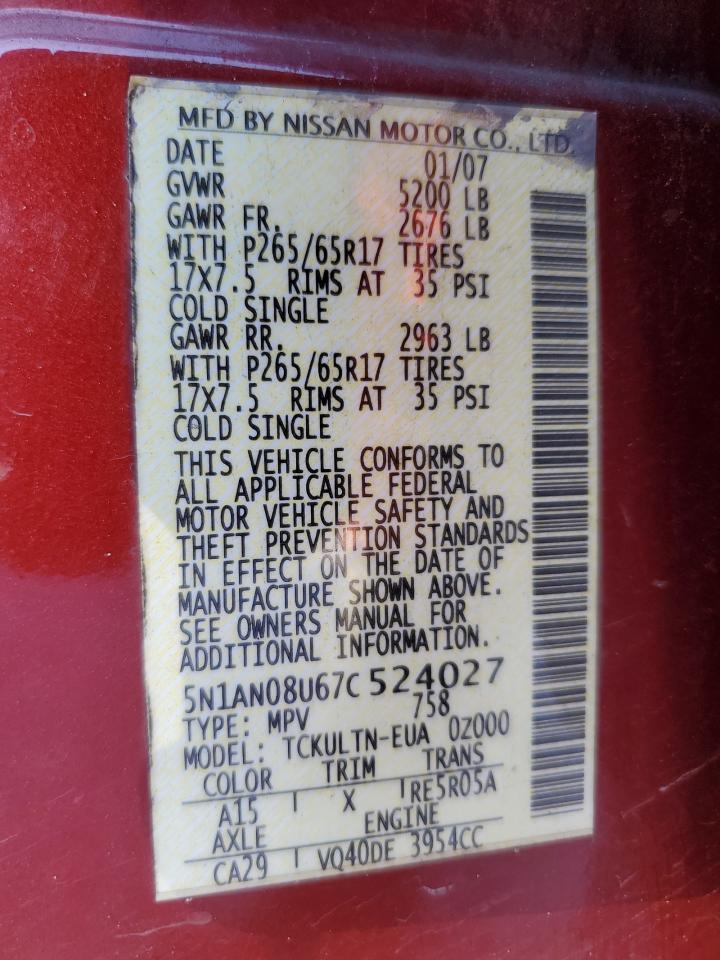 MFD BY NISSAN MOTOR CO., LTD.
DATE 01/07
GVWR 5200 LB
GAWR FR. 2676 LB
WITH P265/65R17 TIRES
17X7.5 RIMS AT 35 PSI
COLD SINGLE
GAWR RR. 2963 LB
WITH P265/65R17 TIRES
17X7.5 RIMS AT 35 PSI
COLD SINGLE
THIS VEHICLE CONFORMS TO
ALL APPLICABLE FEDERAL
MOTOR VEHICLE SAFETY AND
THEFT PREVENTION STANDARDS
IN EFFECT ON THE DATE OF
MANUFACTURE SHOWN ABOVE.
SEE OWNERS MANUAL FOR
ADDITIONAL INFORMATION.
5N1AN08U67C524027
TYPE: MPV 758
MODEL: TCKULTN-EUA 0Z000
COLOR TRIM TRANS
A15 X RE5R05A
AXLE ENGINE
CA29 VQ40DE 3954CC